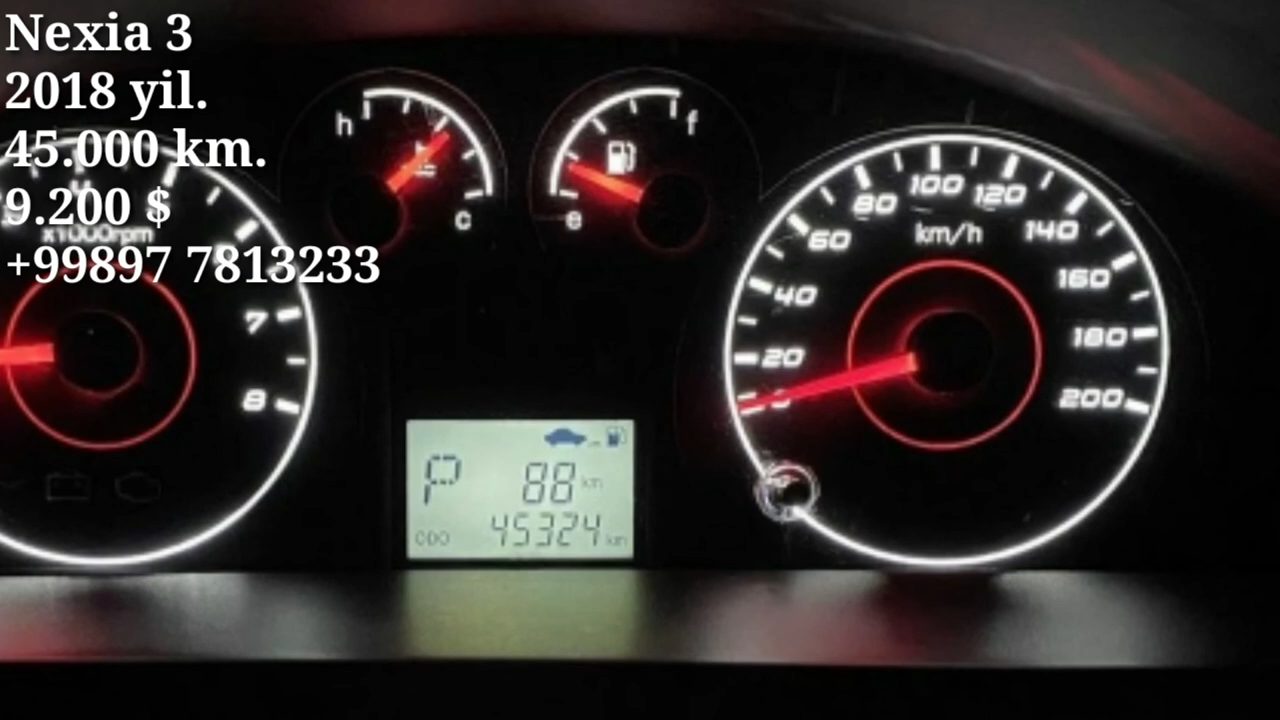 Nexia 3
2018 yil.
45.000 km.
9.200 $
+99897 7813233
x1000rpm
7
8
h
c
f
e
20
40
60
80
100
120
140
160
180
200
km/h
P
88 km
ODO 45324 km